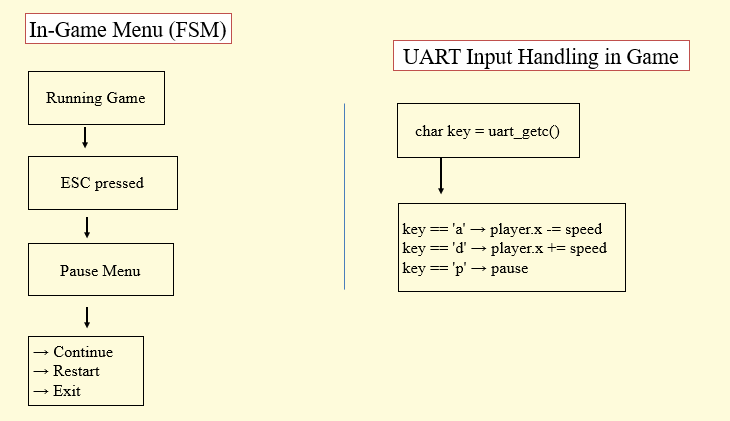 In-Game Menu (FSM)
Running Game
ESC pressed
Pause Menu
→ Continue
→ Restart
→ Exit
UART Input Handling in Game
char key = uart_getc()
key == 'a' → player.x -= speed
key == 'd' → player.x += speed
key == 'p' → pause